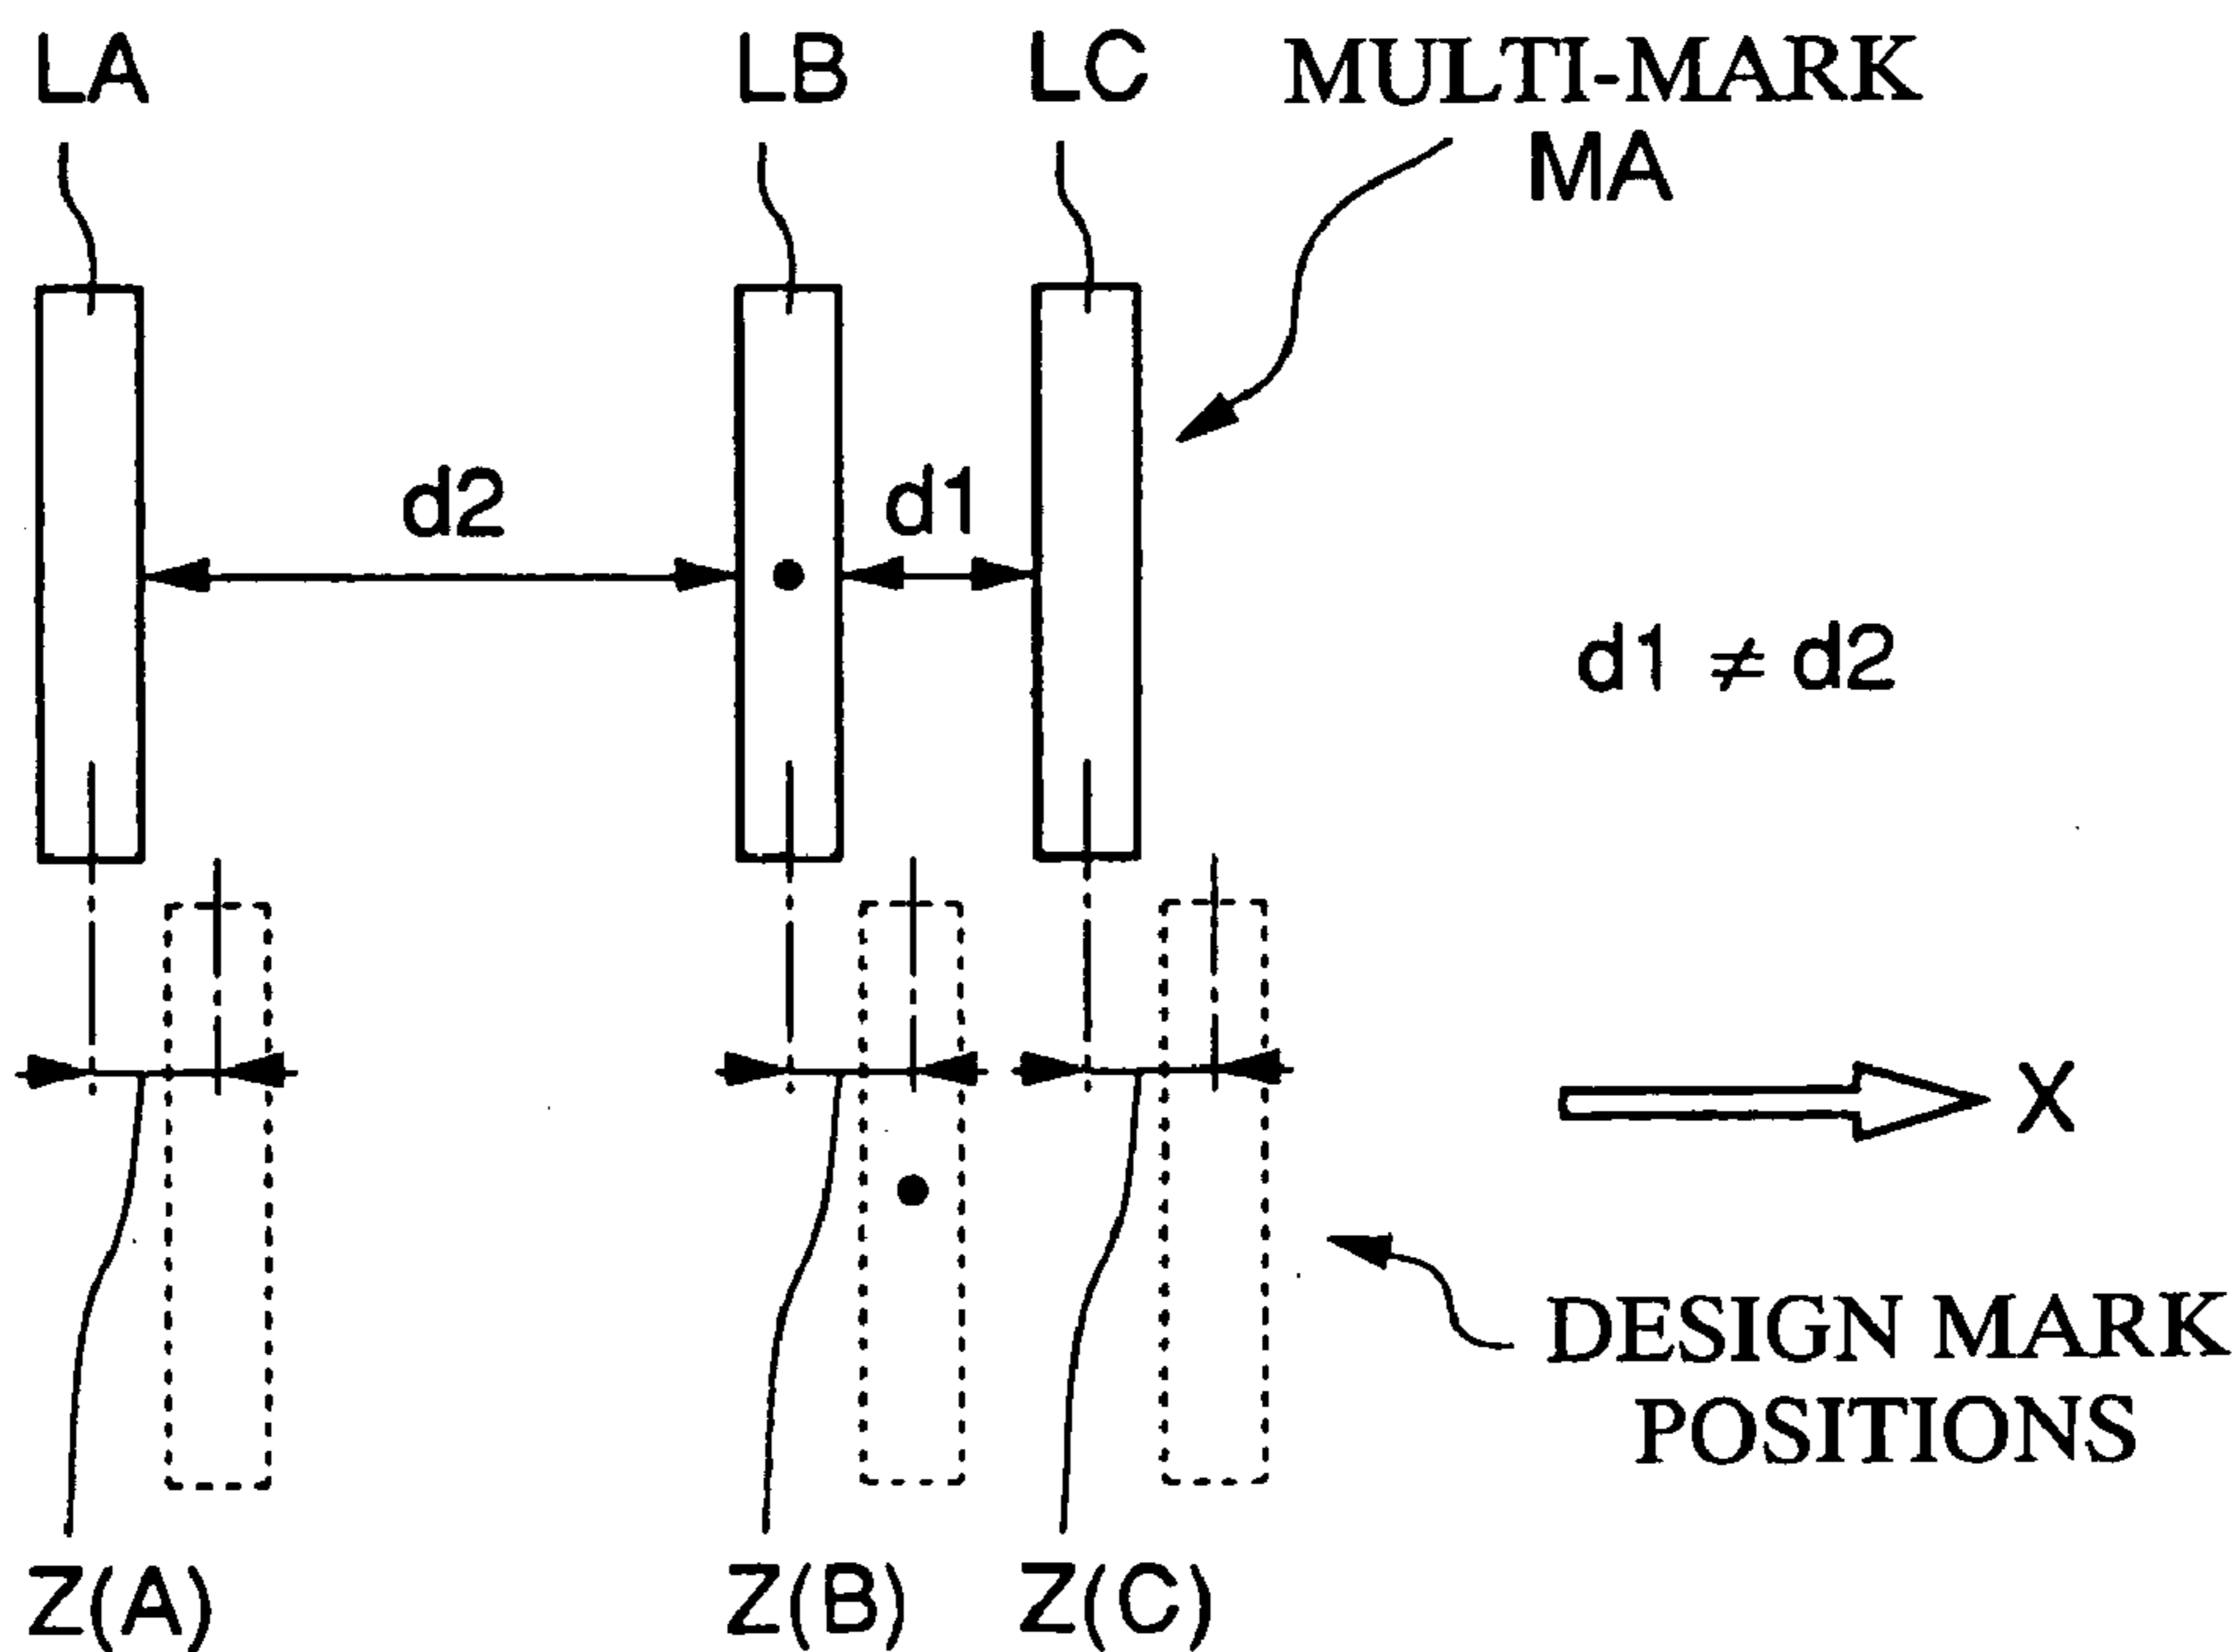 LA LB LC MULTI-MARK
MA
d2 d1
d1 ≠ d2
X
DESIGN MARK
POSITIONS
Z(A) Z(B) Z(C)